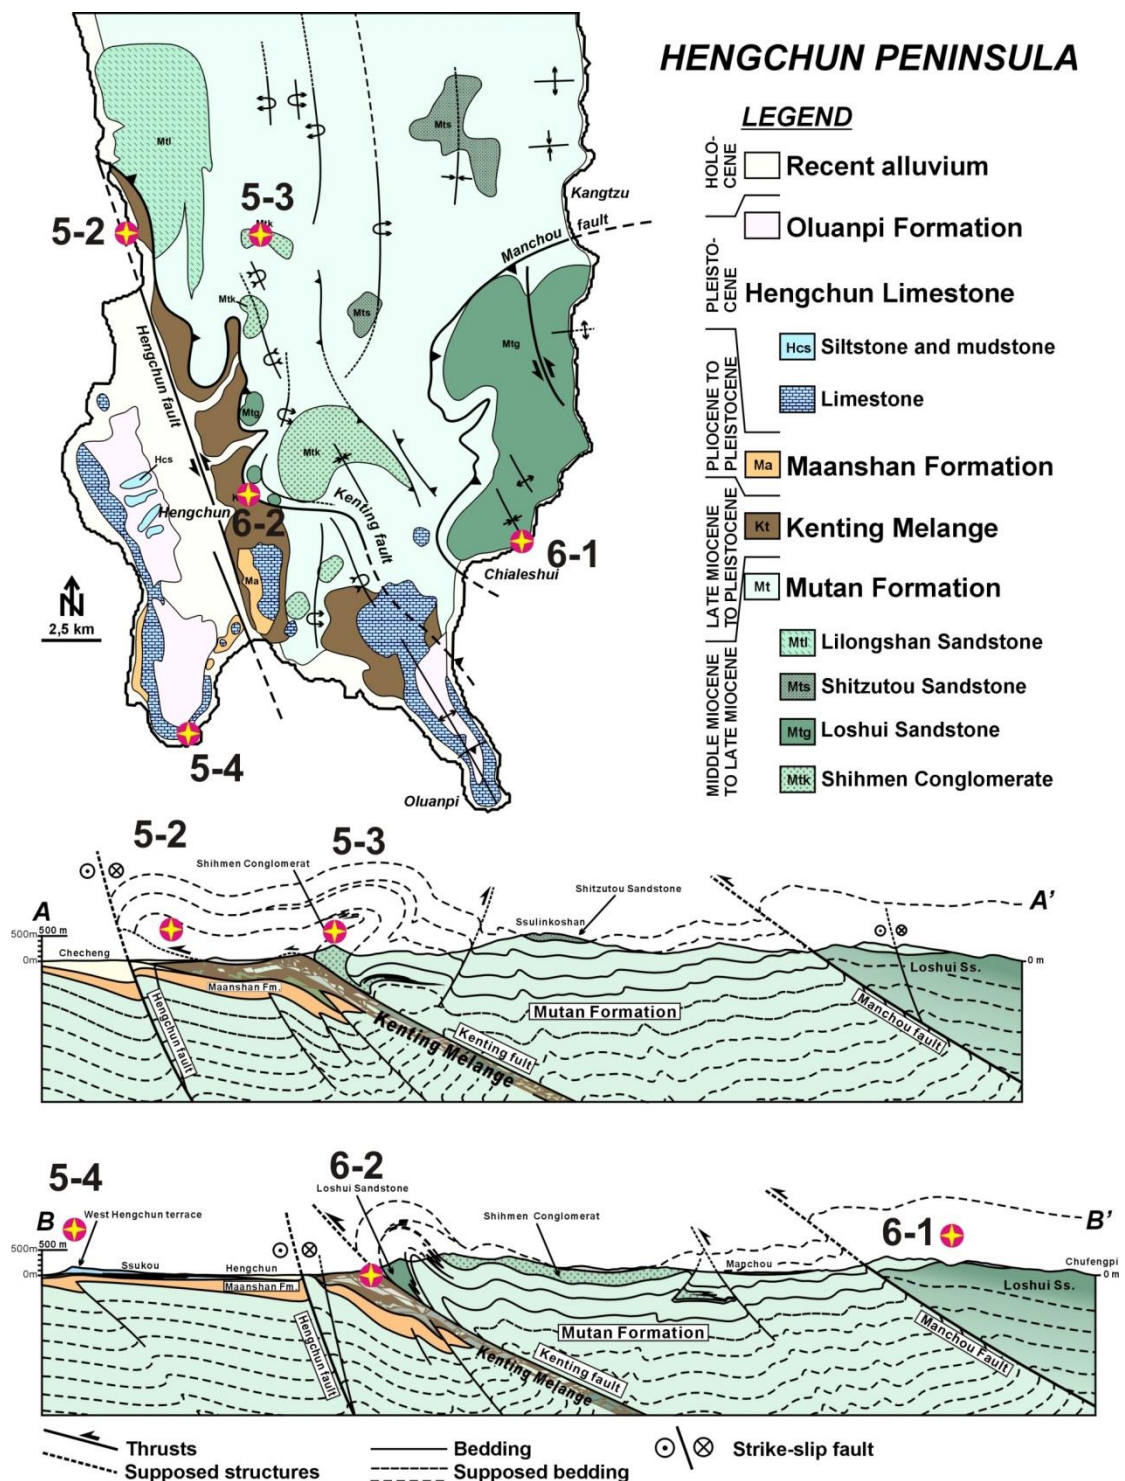 HENGCHUN PENINSULA
LEGEND
HOLO-
CENE
Recent alluvium
Oluanpi Formation
PLEISTO-
CENE
Hengchun Limestone
Hcs Siltstone and mudstone
Limestone
PLIOCENE TO
PLEISTOCENE
Ma Maanshan Formation
LATE MIOCENE
TO PLEISTOCENE
Kt Kenting Melange
Mt Mutan Formation
MIDDLE MIOCENE
TO LATE MIOCENE
Mtl Lilongshan Sandstone
Mts Shitzutou Sandstone
Mtg Loshui Sandstone
Mtk Shihmen Conglomerate
Mtl
Mts
5-2
5-3
Mtk
Kangtzu
Manchou fault
Mtk
Mts
Mtg
Hengchun fault
Mtg
Mtk
Hcs
Hengchun
6-2
Kenting fault
6-1
Chialeshui
Ma
N
2,5 km
5-4
Oluanpi
5-2
5-3
Shihmen Conglomerat
Shitzutou Sandstone
Ssulinkoshan
A
A'
500m 500 m
Checheng
0m
0 m
Loshui Ss.
Maanshan Fm.
Hengchun fault
Mutan Formation
Manchou fault
Kenting fult
Kenting Mélange
5-4
6-2
Loshui Sandstone
West Hengchun terrace
Shihmen Conglomerat
B
B'
6-1
500m 500 m
Ssukou
Hengchun
Manchou
Chufengpi
0m
0 m
Maanshan Fm.
Loshui Ss.
Mutan Formation
Hengchun fault
Kenting fault
Kenting Melange
Manchou Fault
Thrusts
Bedding
Strike-slip fault
Supposed structures
Supposed bedding